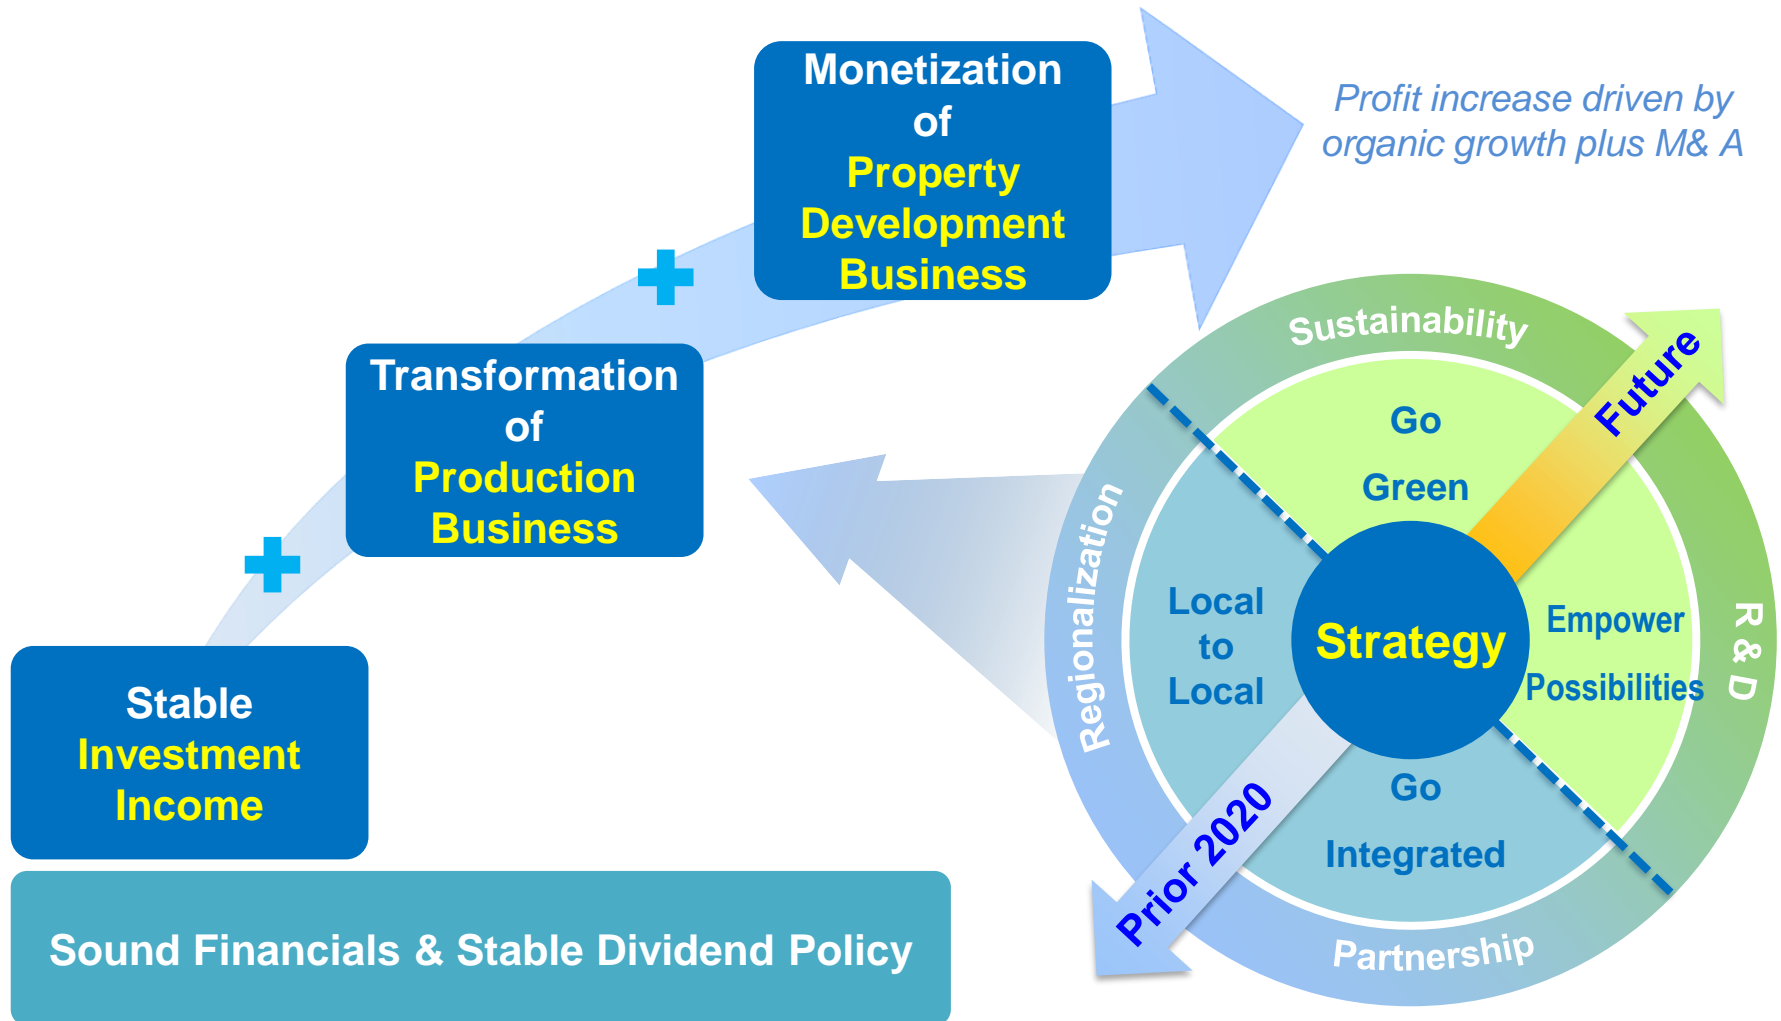 Monetization
of
Property
Development
Business
Profit increase driven by
organic growth plus M& A
Transformation
of
Production
Business
Stable
Investment
Income
Sound Financials & Stable Dividend Policy
Sustainability
Future
Go
Green
Regionalization
Local
to
Local
Strategy
Empower
Possibilities
R & D
Go
Integrated
Prior 2020
Partnership